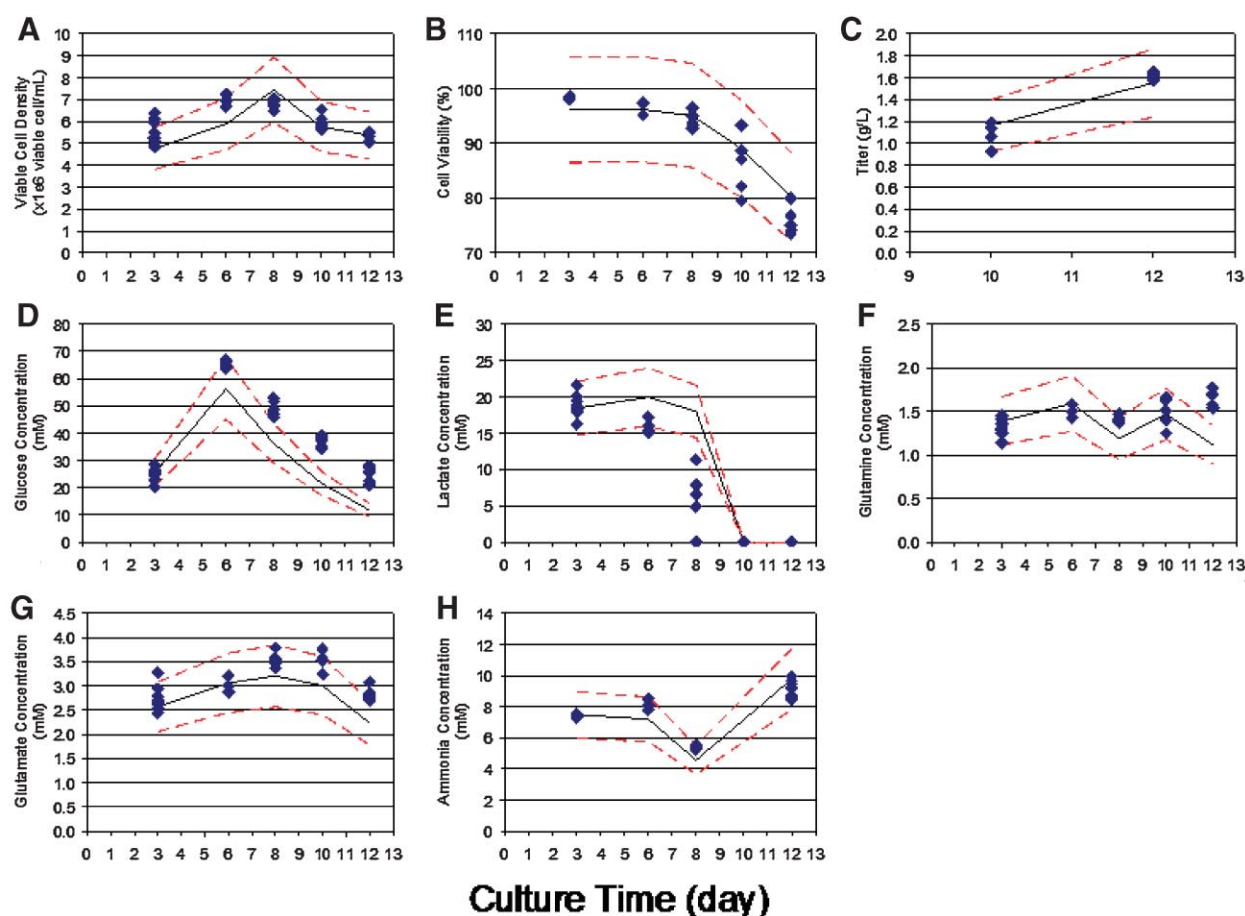 A
Viable Cell Density
(x1e6 viable cell/mL)
10
9
8
7
6
5
4
3
2
1
0
0 1 2 3 4 5 6 7 8 9 10 11 12 13
B
Cell Viability (%)
110
100
90
80
70
0 1 2 3 4 5 6 7 8 9 10 11 12 13
C
Titer (g/L)
2.0
1.8
1.6
1.4
1.2
1.0
0.8
0.6
0.4
0.2
0.0
9 10 11 12 13
D
Glucose Concentration
(mM)
80
70
60
50
40
30
20
10
0
0 1 2 3 4 5 6 7 8 9 10 11 12 13
E
Lactate Concentration
(mM)
30
25
20
15
10
5
0
0 1 2 3 4 5 6 7 8 9 10 11 12 13
F
Glutamine Concentration
(mM)
2.5
2.0
1.5
1.0
0.5
0.0
0 1 2 3 4 5 6 7 8 9 10 11 12 13
G
Glutamate Concentration
(mM)
4.5
4.0
3.5
3.0
2.5
2.0
1.5
1.0
0.5
0.0
0 1 2 3 4 5 6 7 8 9 10 11 12 13
H
Ammonia Concentration
(mM)
14
12
10
8
6
4
2
0
0 1 2 3 4 5 6 7 8 9 10 11 12 13
Culture Time (day)